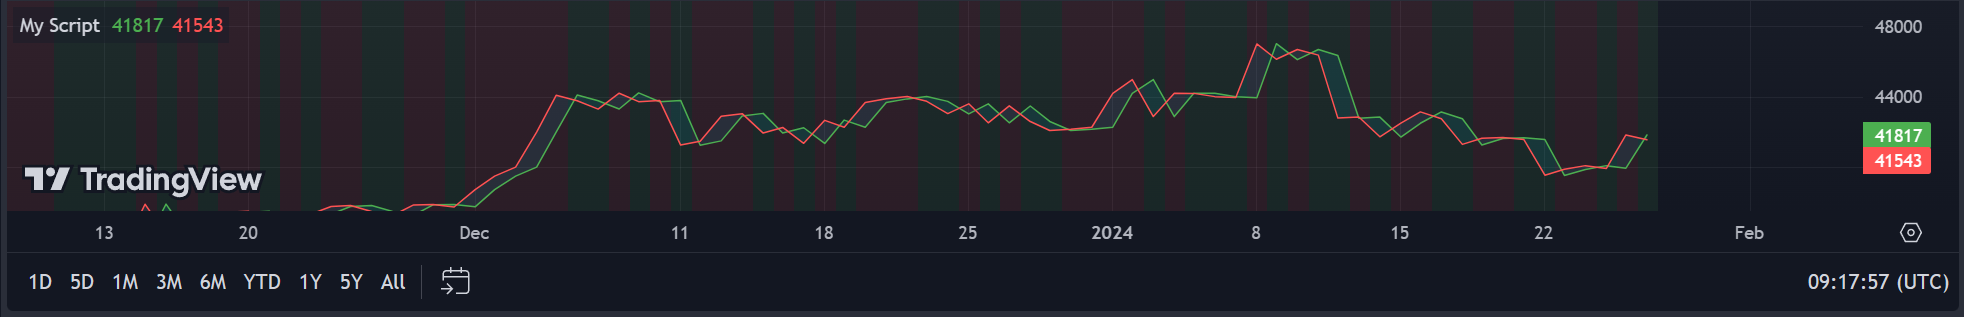 My Script 41817 41543
48000
44000
41817
41543
TradingView
13 20 Dec 11 18 25 2024 8 15 22 Feb
1D 5D 1M 3M 6M YTD 1Y 5Y All 09:17:57 (UTC)